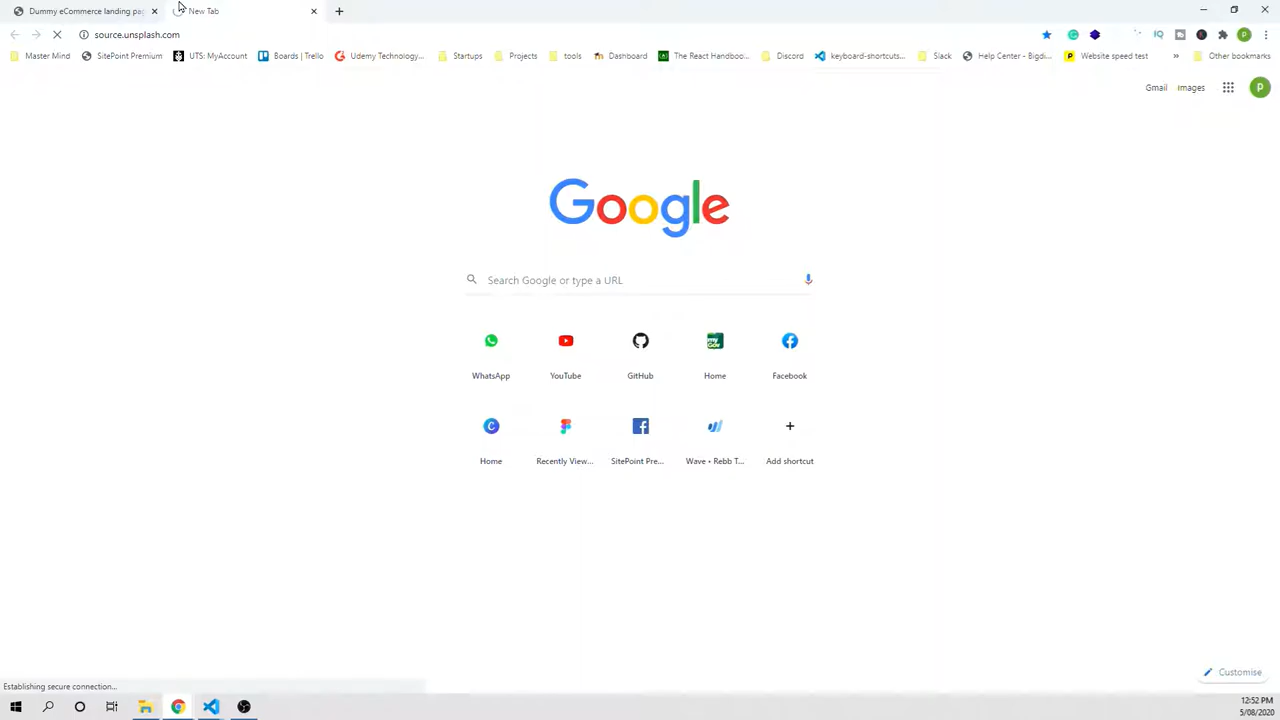 Dummy eCommerce landing pag
New Tab
source.unsplash.com
Master Mind
SitePoint Premium
UTS: MyAccount
Boards | Trello
Udemy Technology...
Startups
Projects
tools
Dashboard
The React Handboo...
Discord
keyboard-shortcuts...
Slack
Help Center - Bigdi...
Website speed test
»
Other bookmarks
Gmail
Images
P
Google
Search Google or type a URL
WhatsApp
YouTube
GitHub
Home
Facebook
Home
Recently View...
SitePoint Pre...
Wave • Rebb T...
Add shortcut
Customise
Establishing secure connection...
12:52 PM
5/08/2020